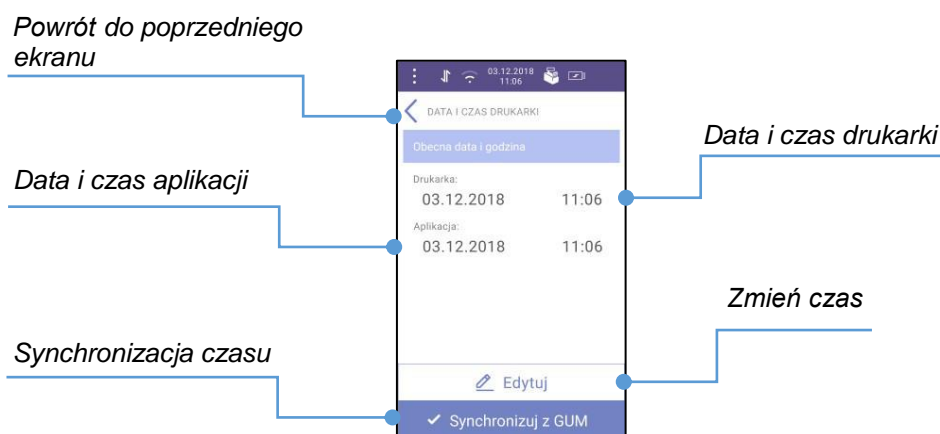 Powrót do poprzedniego
ekranu
03.12.2018
11:06
DATA I CZAS DRUKARKI
Obecna data i godzina
Data i czas drukarki
Data i czas aplikacji
Drukarka:
03.12.2018 11:06
Aplikacja:
03.12.2018 11:06
Zmień czas
Synchronizacja czasu
Edytuj
Synchronizuj z GUM